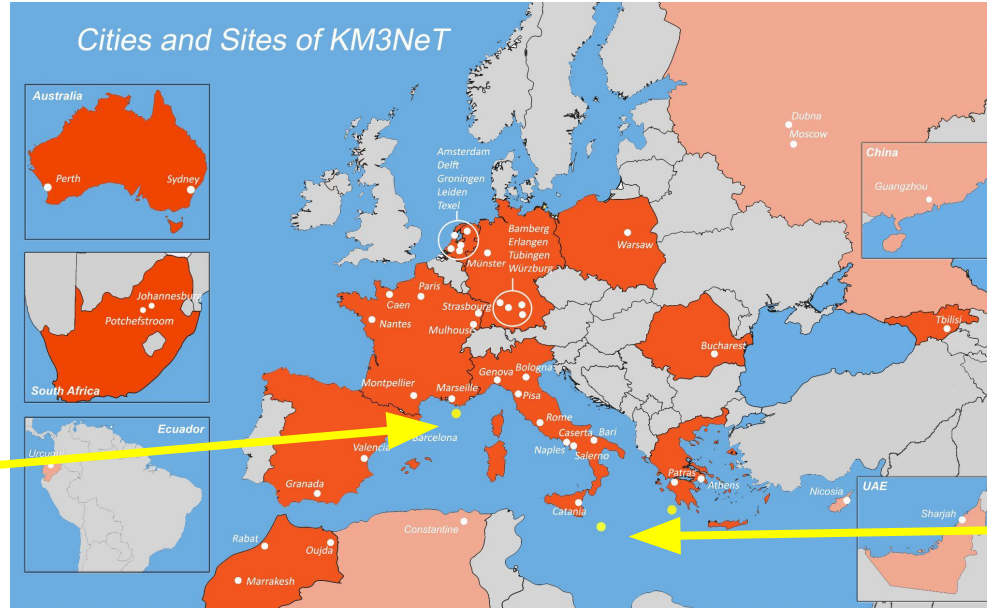 Cities and Sites of KM3NeT
Australia
Perth
Sydney
Johannesburg
Potchefstroom
South Africa
Ecuador
Urcuqui
Amsterdam
Delft
Groningen
Leiden
Texel
Bamberg
Erlangen
Tübingen
Würzburg
Münster
Warsaw
Dubna
Moscow
China
Guangzhou
Paris
Caen
Strasbourg
Nantes
Mulhouse
Bucharest
Tbilisi
Montpellier
Marseille
Genova
Bologna
Pisa
Rome
Barcelona
Valencia
Granada
Caserta
Bari
Naples
Salerno
Catania
Patras
Athens
Nicosia
UAE
Sharjah
Constantine
Rabat
Oujda
Marrakesh